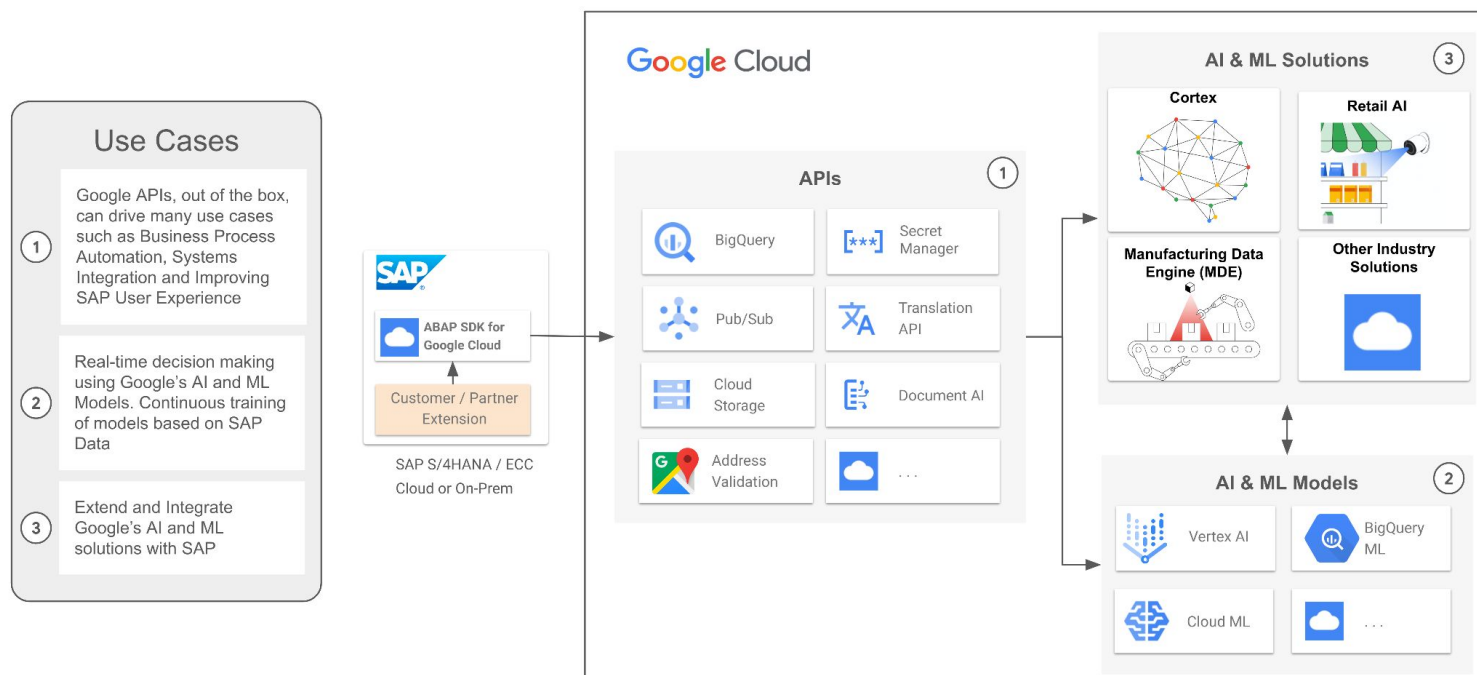 Use Cases
1
Google APIs, out of the box,
can drive many use cases
such as Business Process
Automation, Systems
Integration and Improving
SAP User Experience
2
Real-time decision making
using Google's AI and ML
Models. Continuous training
of models based on SAP
Data
3
Extend and Integrate
Google's AI and ML
solutions with SAP
SAP®
ABAP SDK for
Google Cloud
Customer / Partner
Extension
SAP S/4HANA / ECC
Cloud or On-Prem
Google Cloud
APIs
1
BigQuery
[***]
Secret
Manager
Pub/Sub
文A
Translation
API
Cloud
Storage
Document AI
G
Address
Validation
. . .
AI & ML Solutions
3
Cortex
Retail AI
Manufacturing Data
Engine (MDE)
Other Industry
Solutions
AI & ML Models
2
Vertex AI
BigQuery
ML
Cloud ML
. . .